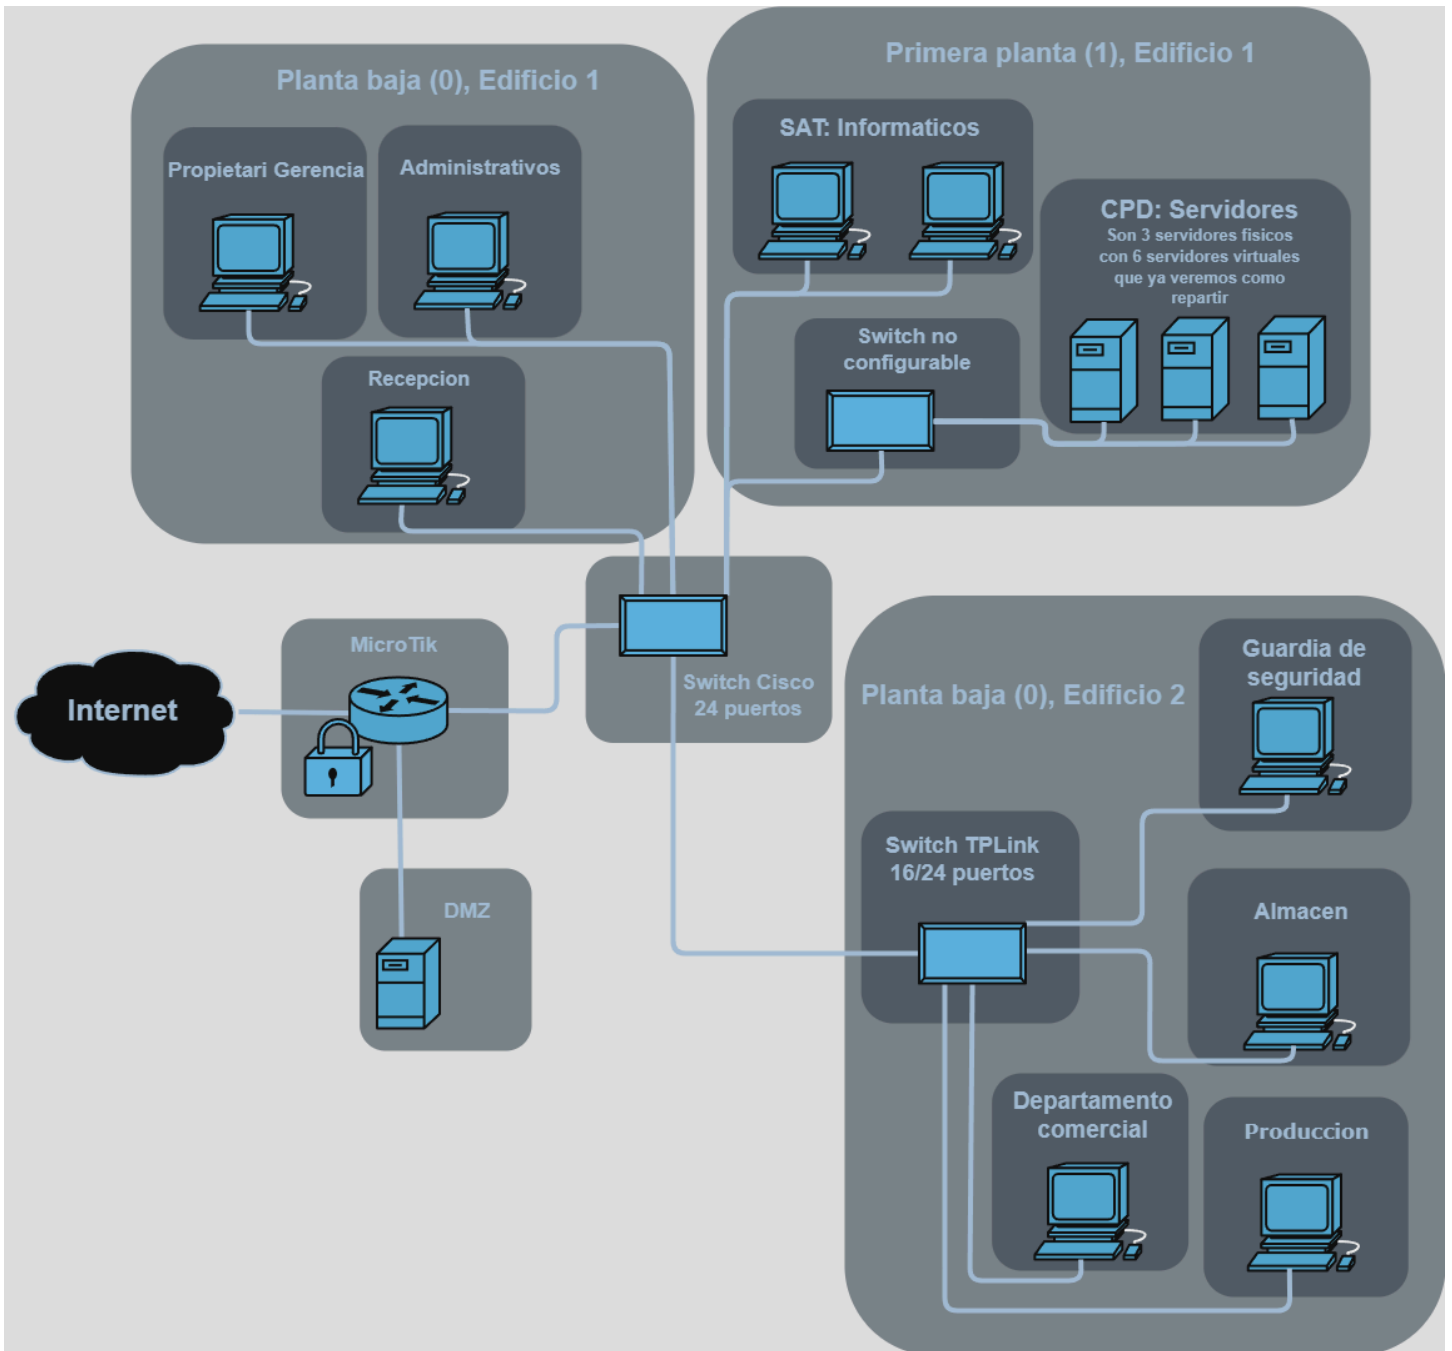 Planta baja (0), Edificio 1
Propietari Gerencia
Administrativos
Recepcion
Primera planta (1), Edificio 1
SAT: Informaticos
CPD: Servidores
Son 3 servidores fisicos
con 6 servidores virtuales
que ya veremos como
repartir
Switch no
configurable
Internet
MicroTik
Switch Cisco
24 puertos
DMZ
Planta baja (0), Edificio 2
Guardia de
seguridad
Switch TPLink
16/24 puertos
Almacen
Departamento
comercial
Produccion